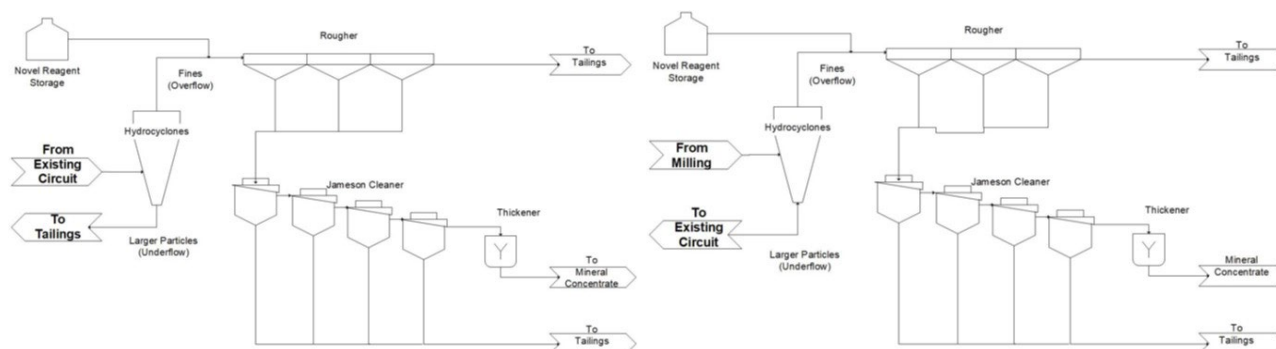 Novel Reagent
Storage
Fines
(Overflow)
Rougher
To
Tailings
Hydrocyclones
From
Existing
Circuit
To
Tailings
Larger Particles
(Underflow)
Jameson Cleaner
Thickener
To
Mineral
Concentrate
To
Tailings
Novel Reagent
Storage
Fines
(Overflow)
Rougher
To
Tailings
Hydrocyclones
From
Milling
To
Existing
Circuit
Larger Particles
(Underflow)
Jameson Cleaner
Thickener
Mineral
Concentrate
To
Tailings